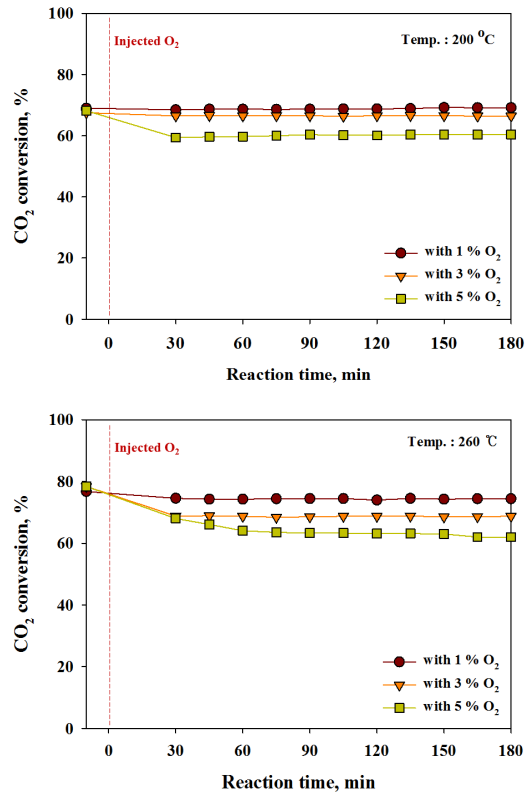 100
Injected O₂
Temp. : 200 ⁰C
80
60
40
20
0
CO₂ conversion, %
with 1 % O₂
with 3 % O₂
with 5 % O₂
0 30 60 90 120 150 180
Reaction time, min
100
Injected O₂
Temp. : 260 ℃
80
60
40
20
0
CO₂ conversion, %
with 1 % O₂
with 3 % O₂
with 5 % O₂
0 30 60 90 120 150 180
Reaction time, min